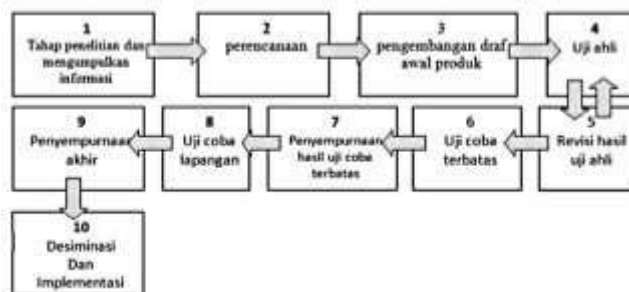 1
Tahap penelitian dan
mengumpulkan
informasi
2
perencanaan
3
pengembangan draf
awal produk
4
Uji ahli
5
Revisi hasil
uji ahli
6
Uji coba
terbatas
7
Penyempurnaan
hasil uji coba
terbatas
8
Uji coba
lapangan
9
Penyempurnaan
akhir
10
Desiminasi
Dan
Implementasi